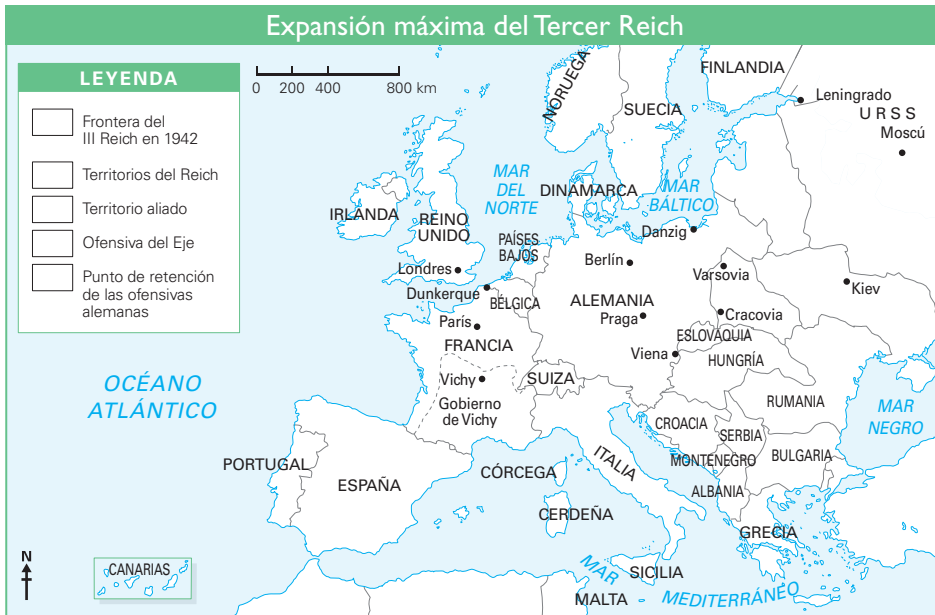 Expansión máxima del Tercer Reich
LEYENDA
Frontera del
III Reich en 1942
Territorios del Reich
Territorio aliado
Ofensiva del Eje
Punto de retención
de las ofensivas
alemanas
0 200 400 800 km
NORUEGA
SUECIA
FINLANDIA
Leningrado
URSS
Moscú
MAR
DEL
NORTE
DINAMARCA
MAR
BÁLTICO
IRLANDA
REINO
UNIDO
PAÍSES
BAJOS
Danzig
Berlín
Varsovia
Londres
Dunkerque
BÉLGICA
ALEMANIA
Praga
Cracovia
Kiev
París
FRANCIA
ESLOVAQUIA
Viena
HUNGRÍA
Vichy
SUIZA
Gobierno
de Vichy
OCÉANO
ATLÁNTICO
RUMANIA
MAR
NEGRO
CROACIA
SERBIA
MONTENEGRO
BULGARIA
PORTUGAL
ESPAÑA
CÓRCEGA
ITALIA
ALBANIA
CERDEÑA
GRECIA
N
CANARIAS
MAR
SICILIA
MALTA
MEDITERRÁNEO